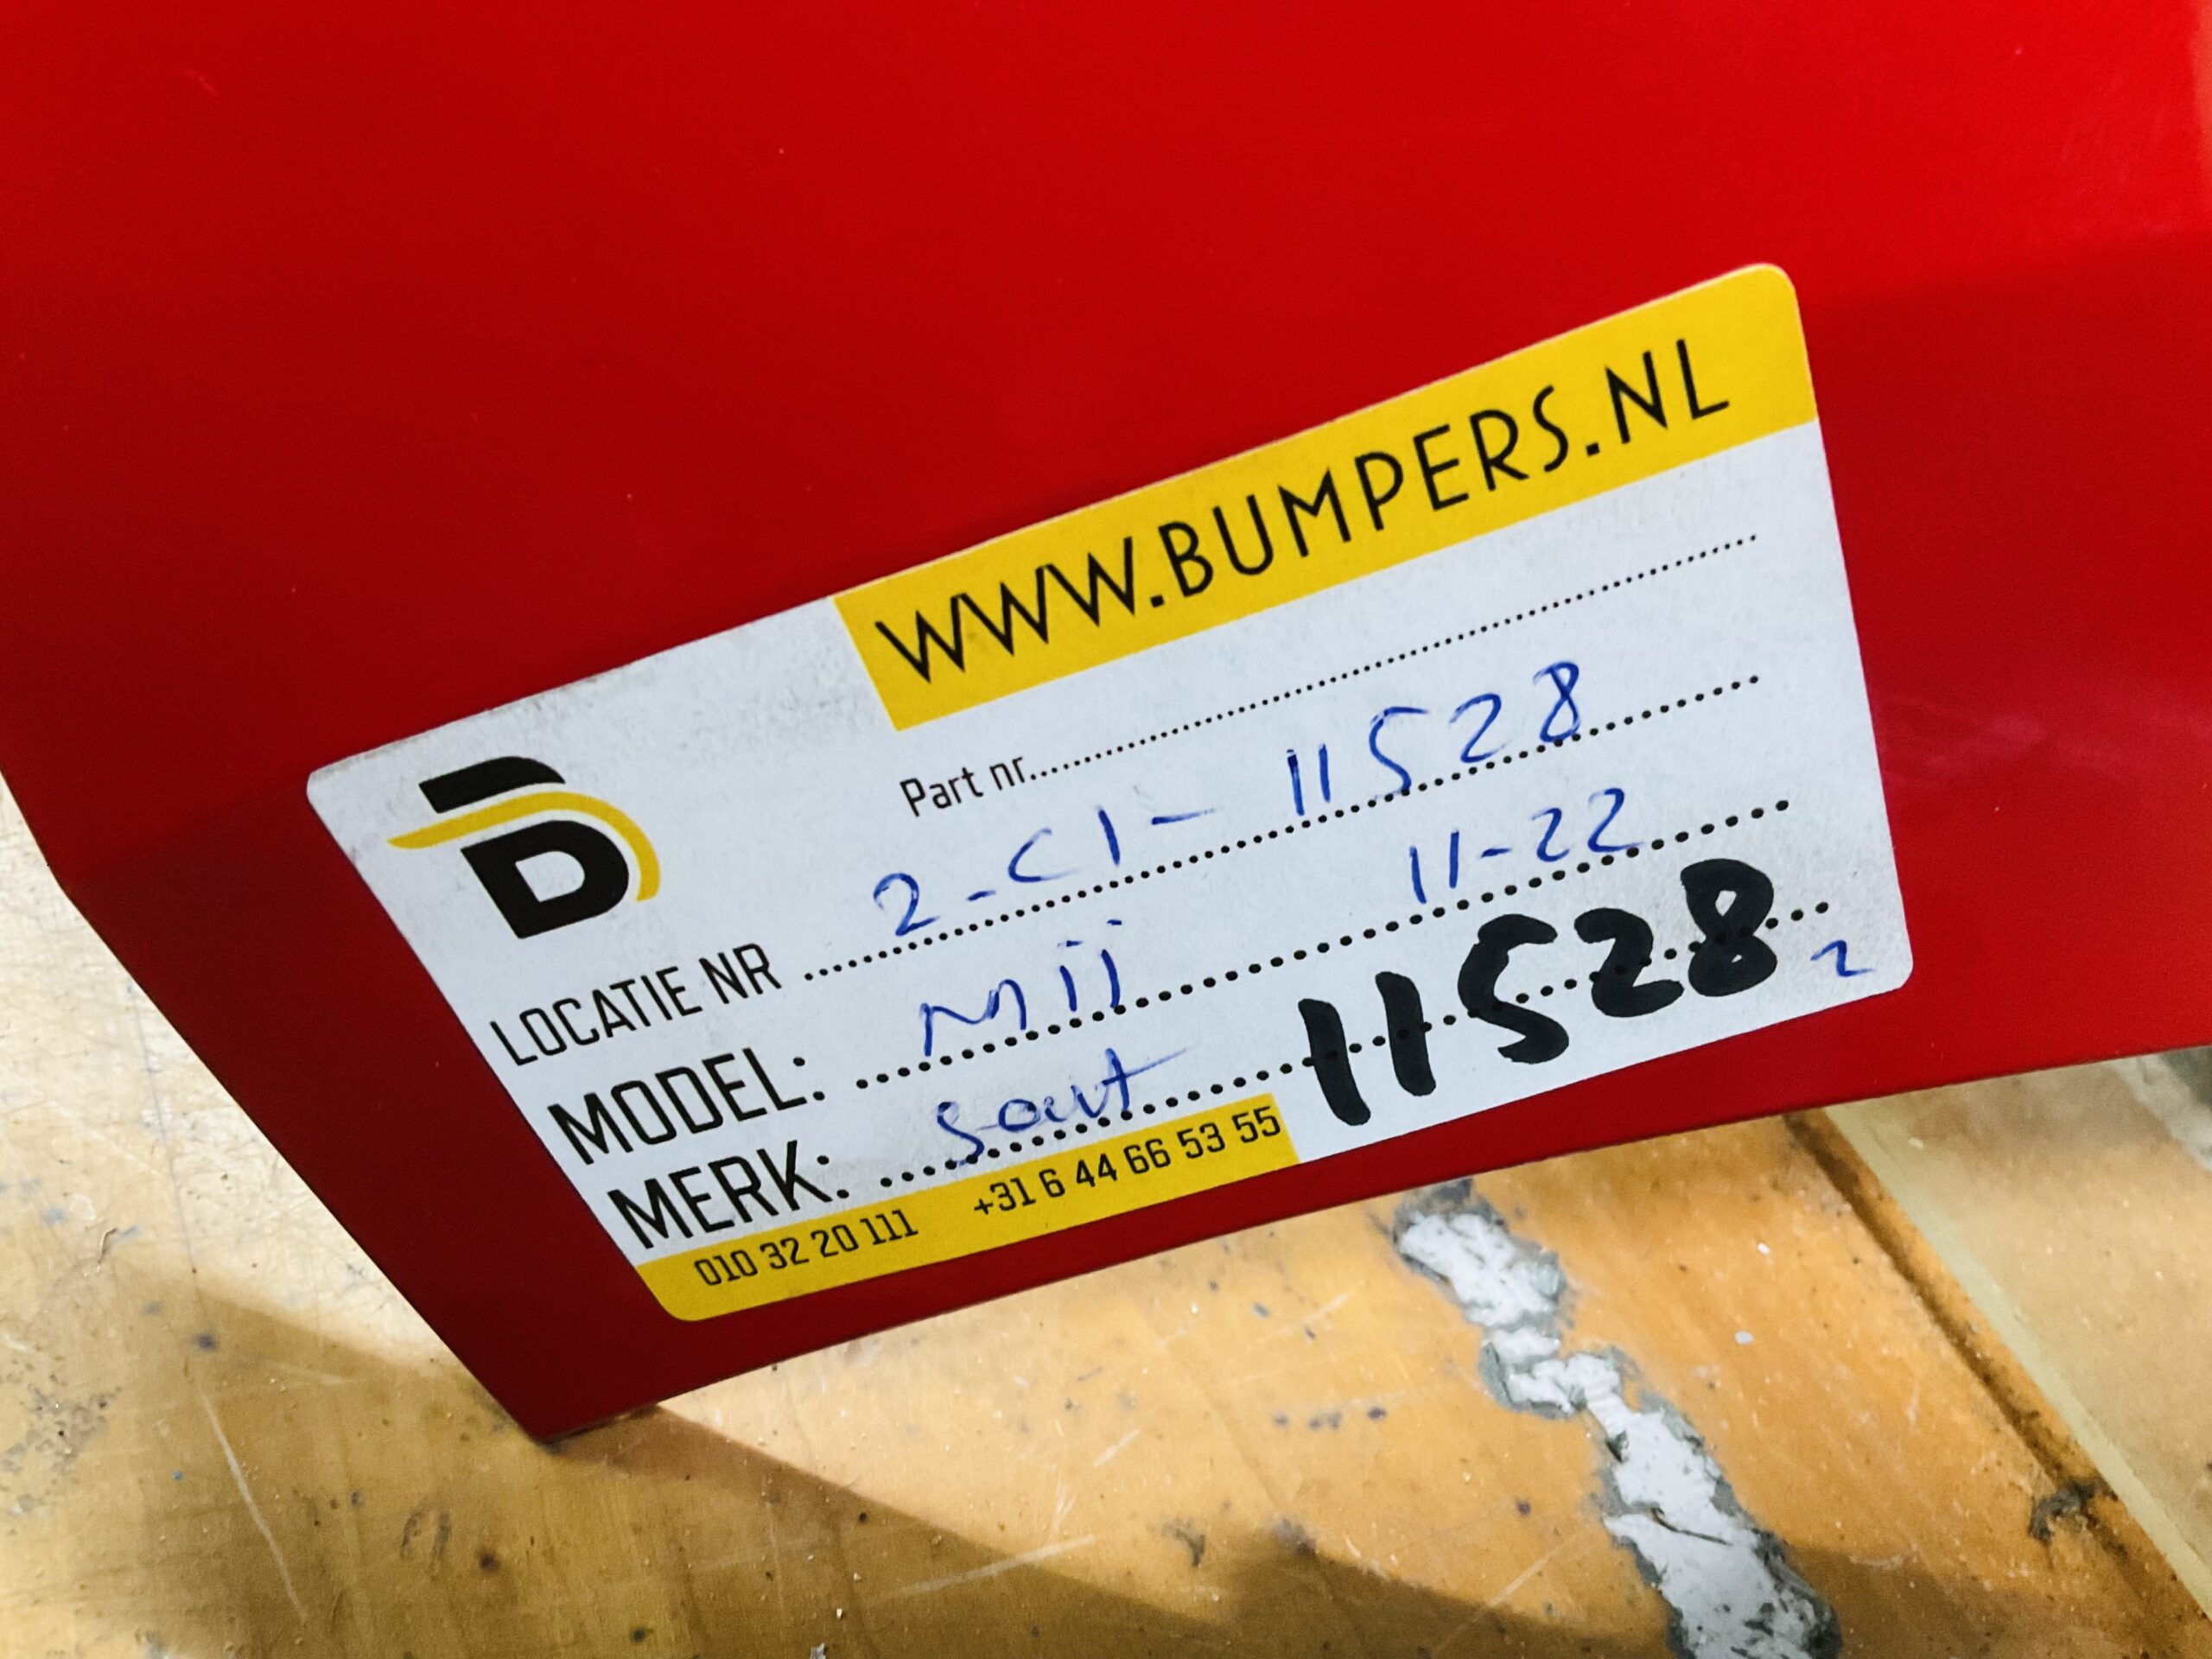 WWW.BUMPERS.NL
Part nr.
LOCATIE NR 2-C1-11528
MODEL: Mii 11-22
MERK: Seat 11528 2
010 32 20 111 +31 6 44 66 53 55